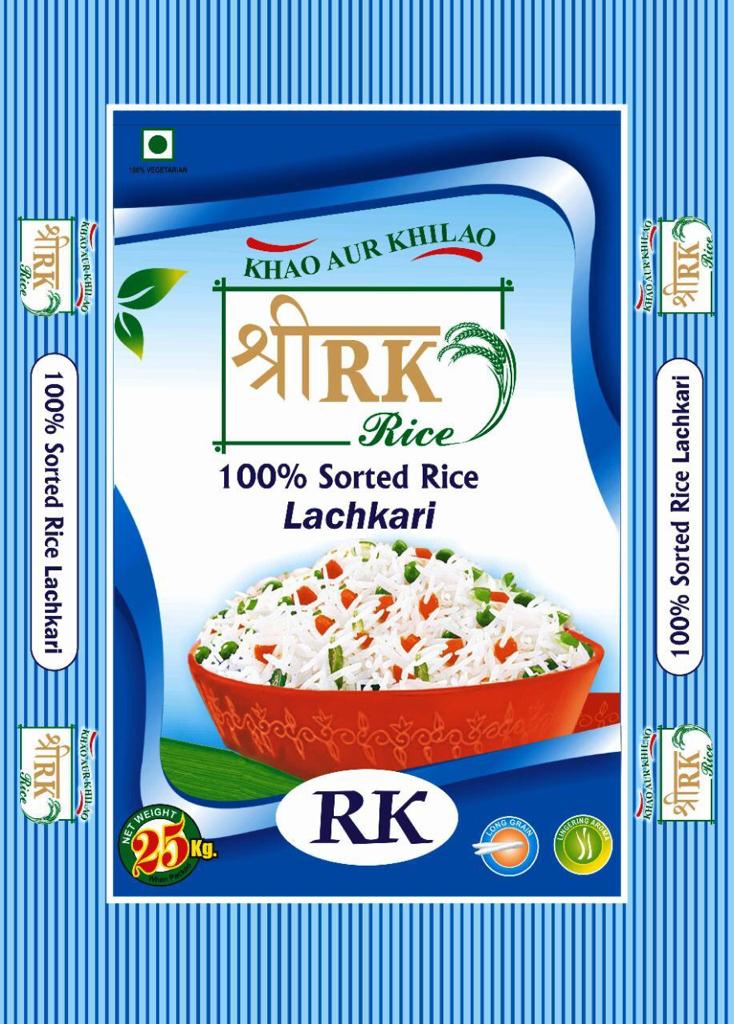 100% VEGETARIAN
KHAO AUR KHILAO
श्रीRK
Rice
100% Sorted Rice
Lachkari
RK
NET WEIGHT
25 Kg.
When Packed
LONG GRAIN
LINGERING AROMA
KHAO AUR KHILAO
श्रीRK
Rice
100% Sorted Rice Lachkari
KHAO AUR KHILAO
श्रीRK
Rice
KHAO AUR KHILAO
श्रीRK
Rice
100% Sorted Rice Lachkari
KHAO AUR KHILAO
श्रीRK
Rice